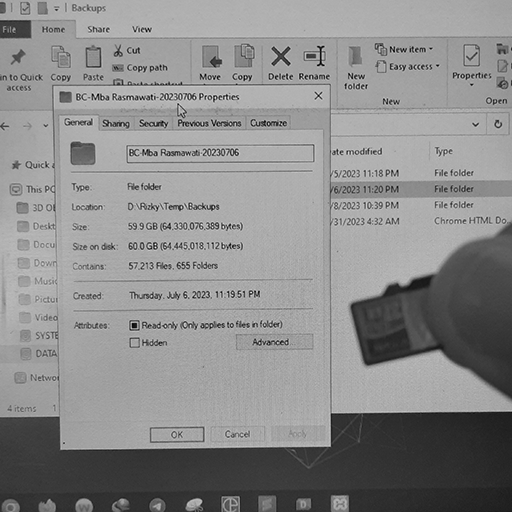 Backups
File Home Share View
in to Quick access
Copy
Paste
Cut
Copy path
Paste shortcut
Move
Copy
Delete
Rename
New folder
New item
Easy access
New
Properties
Open
BC-Mba Rasmawati-20230706 Properties
General Sharing Security Previous Versions Customize
BC-Mba Rasmawati-20230706
Type: File folder
Location: D:\Rizky\Temp\Backups
Size: 59.9 GB (64,330,076,389 bytes)
Size on disk: 60.0 GB (64,445,018,112 bytes)
Contains: 57,213 Files, 655 Folders
Created: Thursday, July 6, 2023, 11:19:51 PM
Attributes: Read-only (Only applies to files in folder)
Hidden
Advanced...
OK Cancel Apply
Quick a
This PC
3D O
Deskt
Docu
Down
Music
Pictur
Video
SYSTE
DATA
Netwo
4 items 1
ate modified Type
/5/2023 11:18 PM File folder
/6/2023 11:20 PM File folder
/8/2023 10:39 PM File folder
/31/2023 4:32 AM Chrome HTML Do...